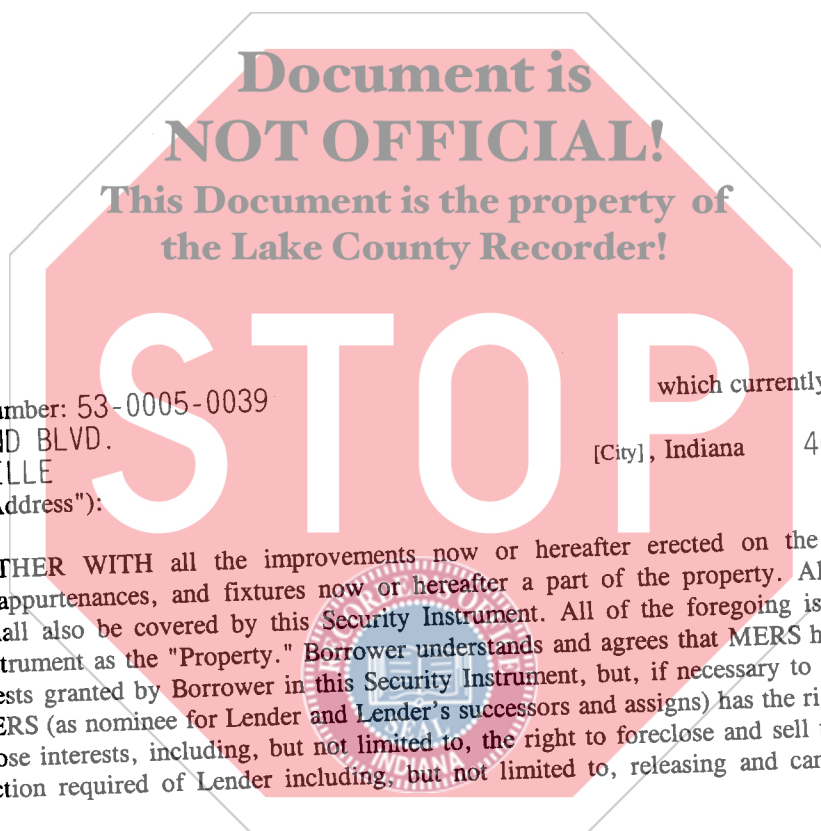 Document is
NOT OFFICIAL!
This Document is the property of
the Lake County Recorder!
STOP
which currently
umber: 53-0005-0039
ND BLVD.
[City], Indiana 4
ELLE
Address"):
THER WITH all the improvements now or hereafter erected on the
appurtenances, and fixtures now or hereafter a part of the property. Al
all also be covered by this Security Instrument. All of the foregoing is
trument as the "Property." Borrower understands and agrees that MERS h
ests granted by Borrower in this Security Instrument, but, if necessary to
ERS (as nominee for Lender and Lender's successors and assigns) has the ri
ose interests, including, but not limited to, the right to foreclose and sell t
ction required of Lender including, but not limited to, releasing and can
SEAL
INDIANA